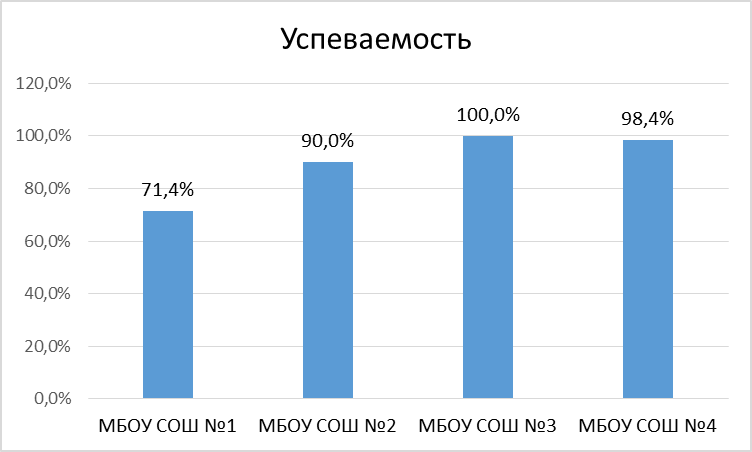 Успеваемость
120,0%
100,0%
80,0%
60,0%
40,0%
20,0%
0,0%
71,4%
90,0%
100,0%
98,4%
МБОУ СОШ №1
МБОУ СОШ №2
МБОУ СОШ №3
МБОУ СОШ №4